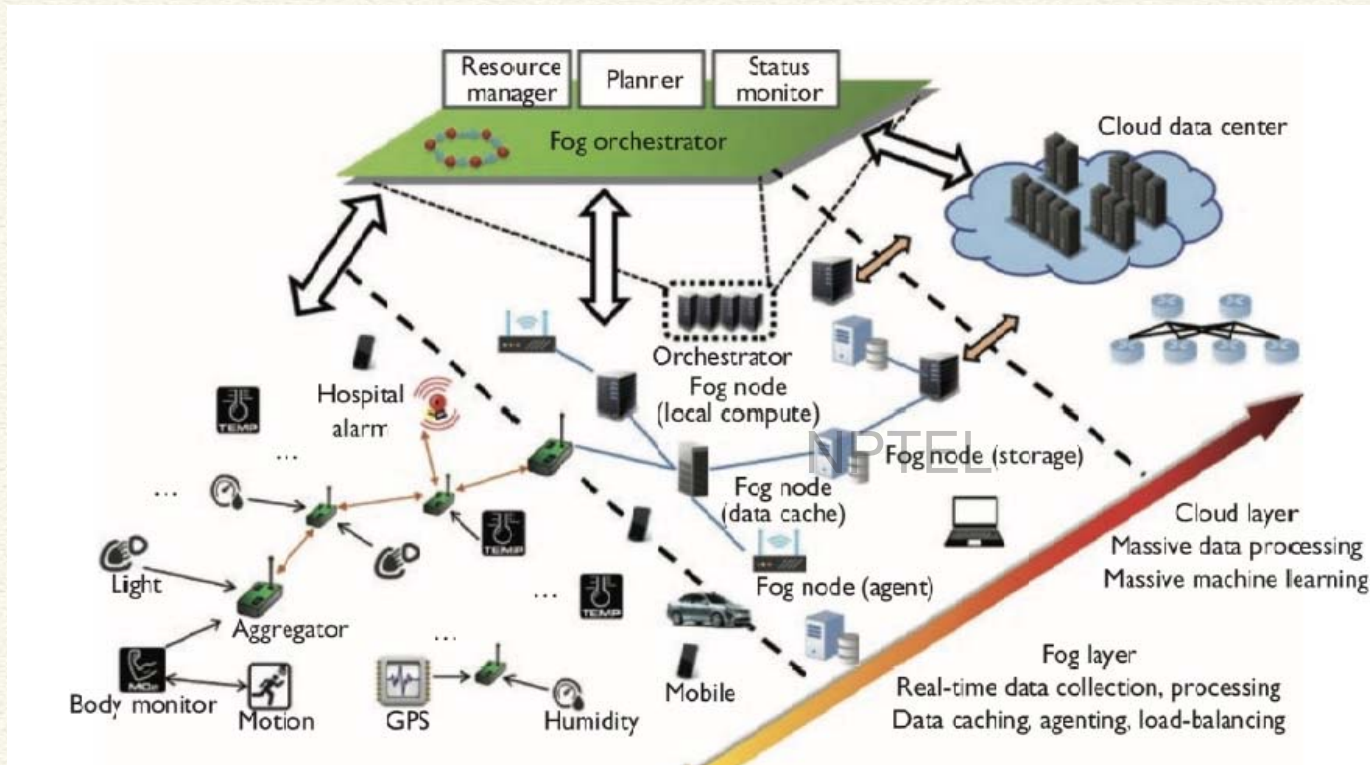 Resource
manager
Planner
Status
monitor
Fog orchestrator
Cloud data center
Orchestrator
Fog node
(local compute)
Hospital
alarm
TEMP
...
...
NPTEL
Fog node (storage)
Fog node
(data cache)
TEMP
Light
Cloud layer
Massive data processing
Massive machine learning
Fog node (agent)
...
TEMP
Aggregator
...
Fog layer
Real-time data collection, processing
Data caching, agenting, load-balancing
Body monitor
Motion
GPS
Humidity
Mobile